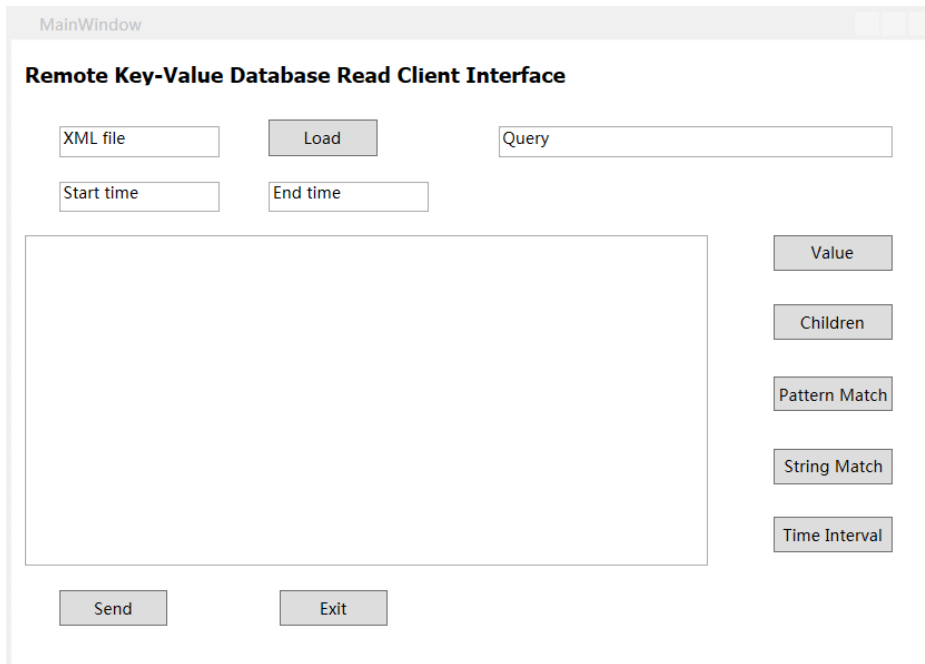 MainWindow
Remote Key-Value Database Read Client Interface
XML file
Load
Query
Start time
End time
Value
Children
Pattern Match
String Match
Time Interval
Send
Exit